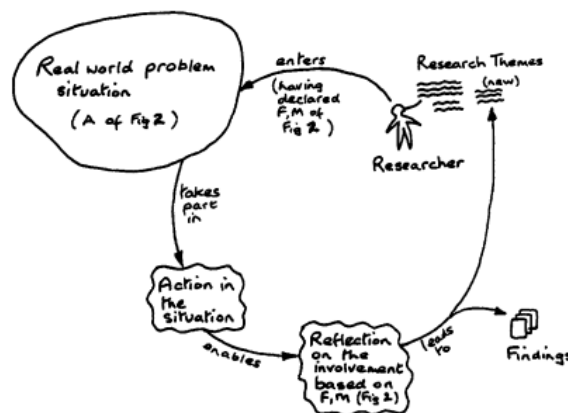 Real world problem
situation
(A of Fig 2)
enters
(having
declared
F, M of
Fig 2)
Research Themes
(new)
Researcher
takes
part
in
Action in
the
situation
enables
Reflection
on the
involvement
based on
F, M (Fig 2)
leads
to
Findings